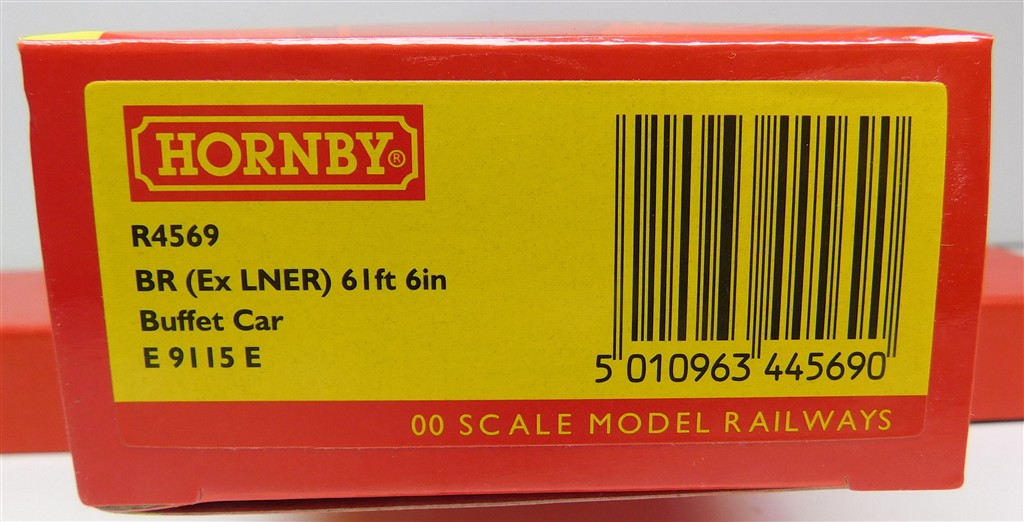 HORNBY®
R4569
BR (Ex LNER) 61ft 6in
Buffet Car
E 9115 E
5 010963 445690
00 SCALE MODEL RAILWAYS